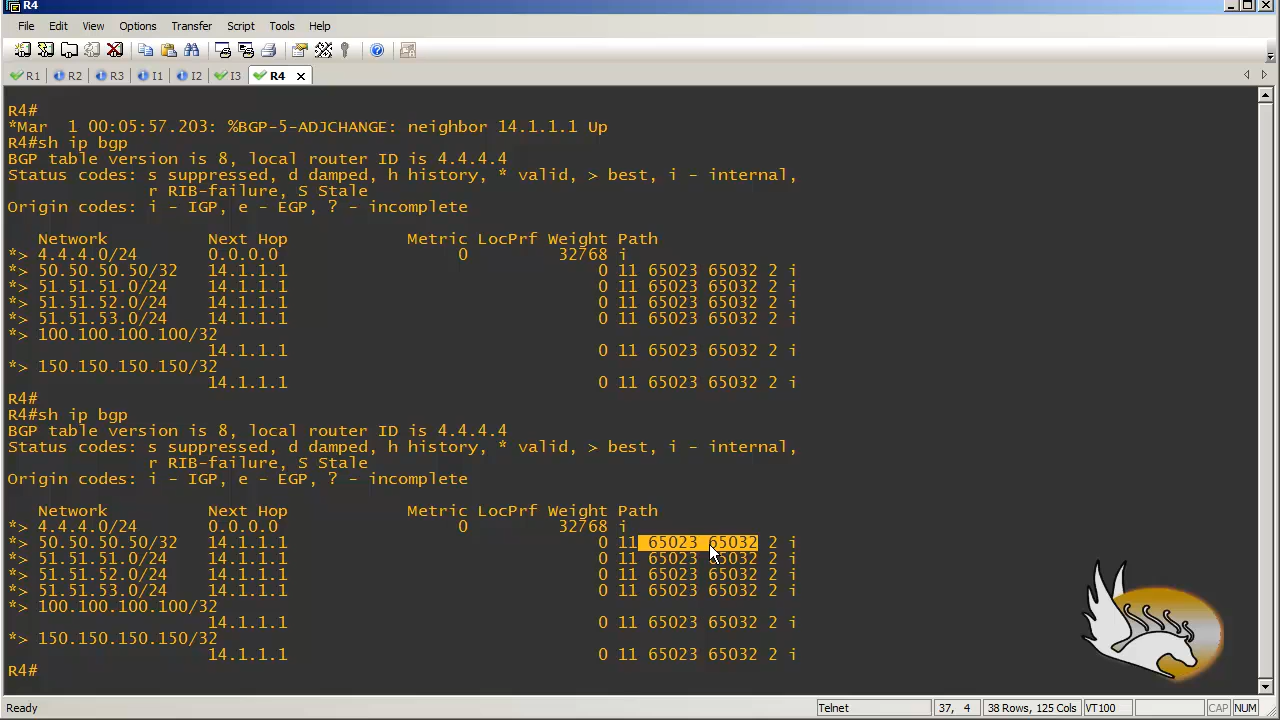 R4
File Edit View Options Transfer Script Tools Help
R1 R2 R3 I1 I2 I3 R4
R4#
*Mar  1 00:05:57.203: %BGP-5-ADJCHANGE: neighbor 14.1.1.1 Up
R4#sh ip bgp
BGP table version is 8, local router ID is 4.4.4.4
Status codes: s suppressed, d damped, h history, * valid, > best, i - internal,
              r RIB-failure, S Stale
Origin codes: i - IGP, e - EGP, ? - incomplete
   Network          Next Hop            Metric LocPrf Weight Path
*> 4.4.4.0/24       0.0.0.0                  0         32768 i
*> 50.50.50.50/32   14.1.1.1                               0 11 65023 65032 2 i
*> 51.51.51.0/24    14.1.1.1                               0 11 65023 65032 2 i
*> 51.51.52.0/24    14.1.1.1                               0 11 65023 65032 2 i
*> 51.51.53.0/24    14.1.1.1                               0 11 65023 65032 2 i
*> 100.100.100.100/32
                    14.1.1.1                               0 11 65023 65032 2 i
*> 150.150.150.150/32
                    14.1.1.1                               0 11 65023 65032 2 i
R4#
R4#sh ip bgp
BGP table version is 8, local router ID is 4.4.4.4
Status codes: s suppressed, d damped, h history, * valid, > best, i - internal,
              r RIB-failure, S Stale
Origin codes: i - IGP, e - EGP, ? - incomplete
   Network          Next Hop            Metric LocPrf Weight Path
*> 4.4.4.0/24       0.0.0.0                  0         32768 i
*> 50.50.50.50/32   14.1.1.1                               0 11 65023 65032 2 i
*> 51.51.51.0/24    14.1.1.1                               0 11 65023 65032 2 i
*> 51.51.52.0/24    14.1.1.1                               0 11 65023 65032 2 i
*> 51.51.53.0/24    14.1.1.1                               0 11 65023 65032 2 i
*> 100.100.100.100/32
                    14.1.1.1                               0 11 65023 65032 2 i
*> 150.150.150.150/32
                    14.1.1.1                               0 11 65023 65032 2 i
R4#
Ready Telnet 37, 4 38 Rows, 125 Cols VT100 CAP NUM